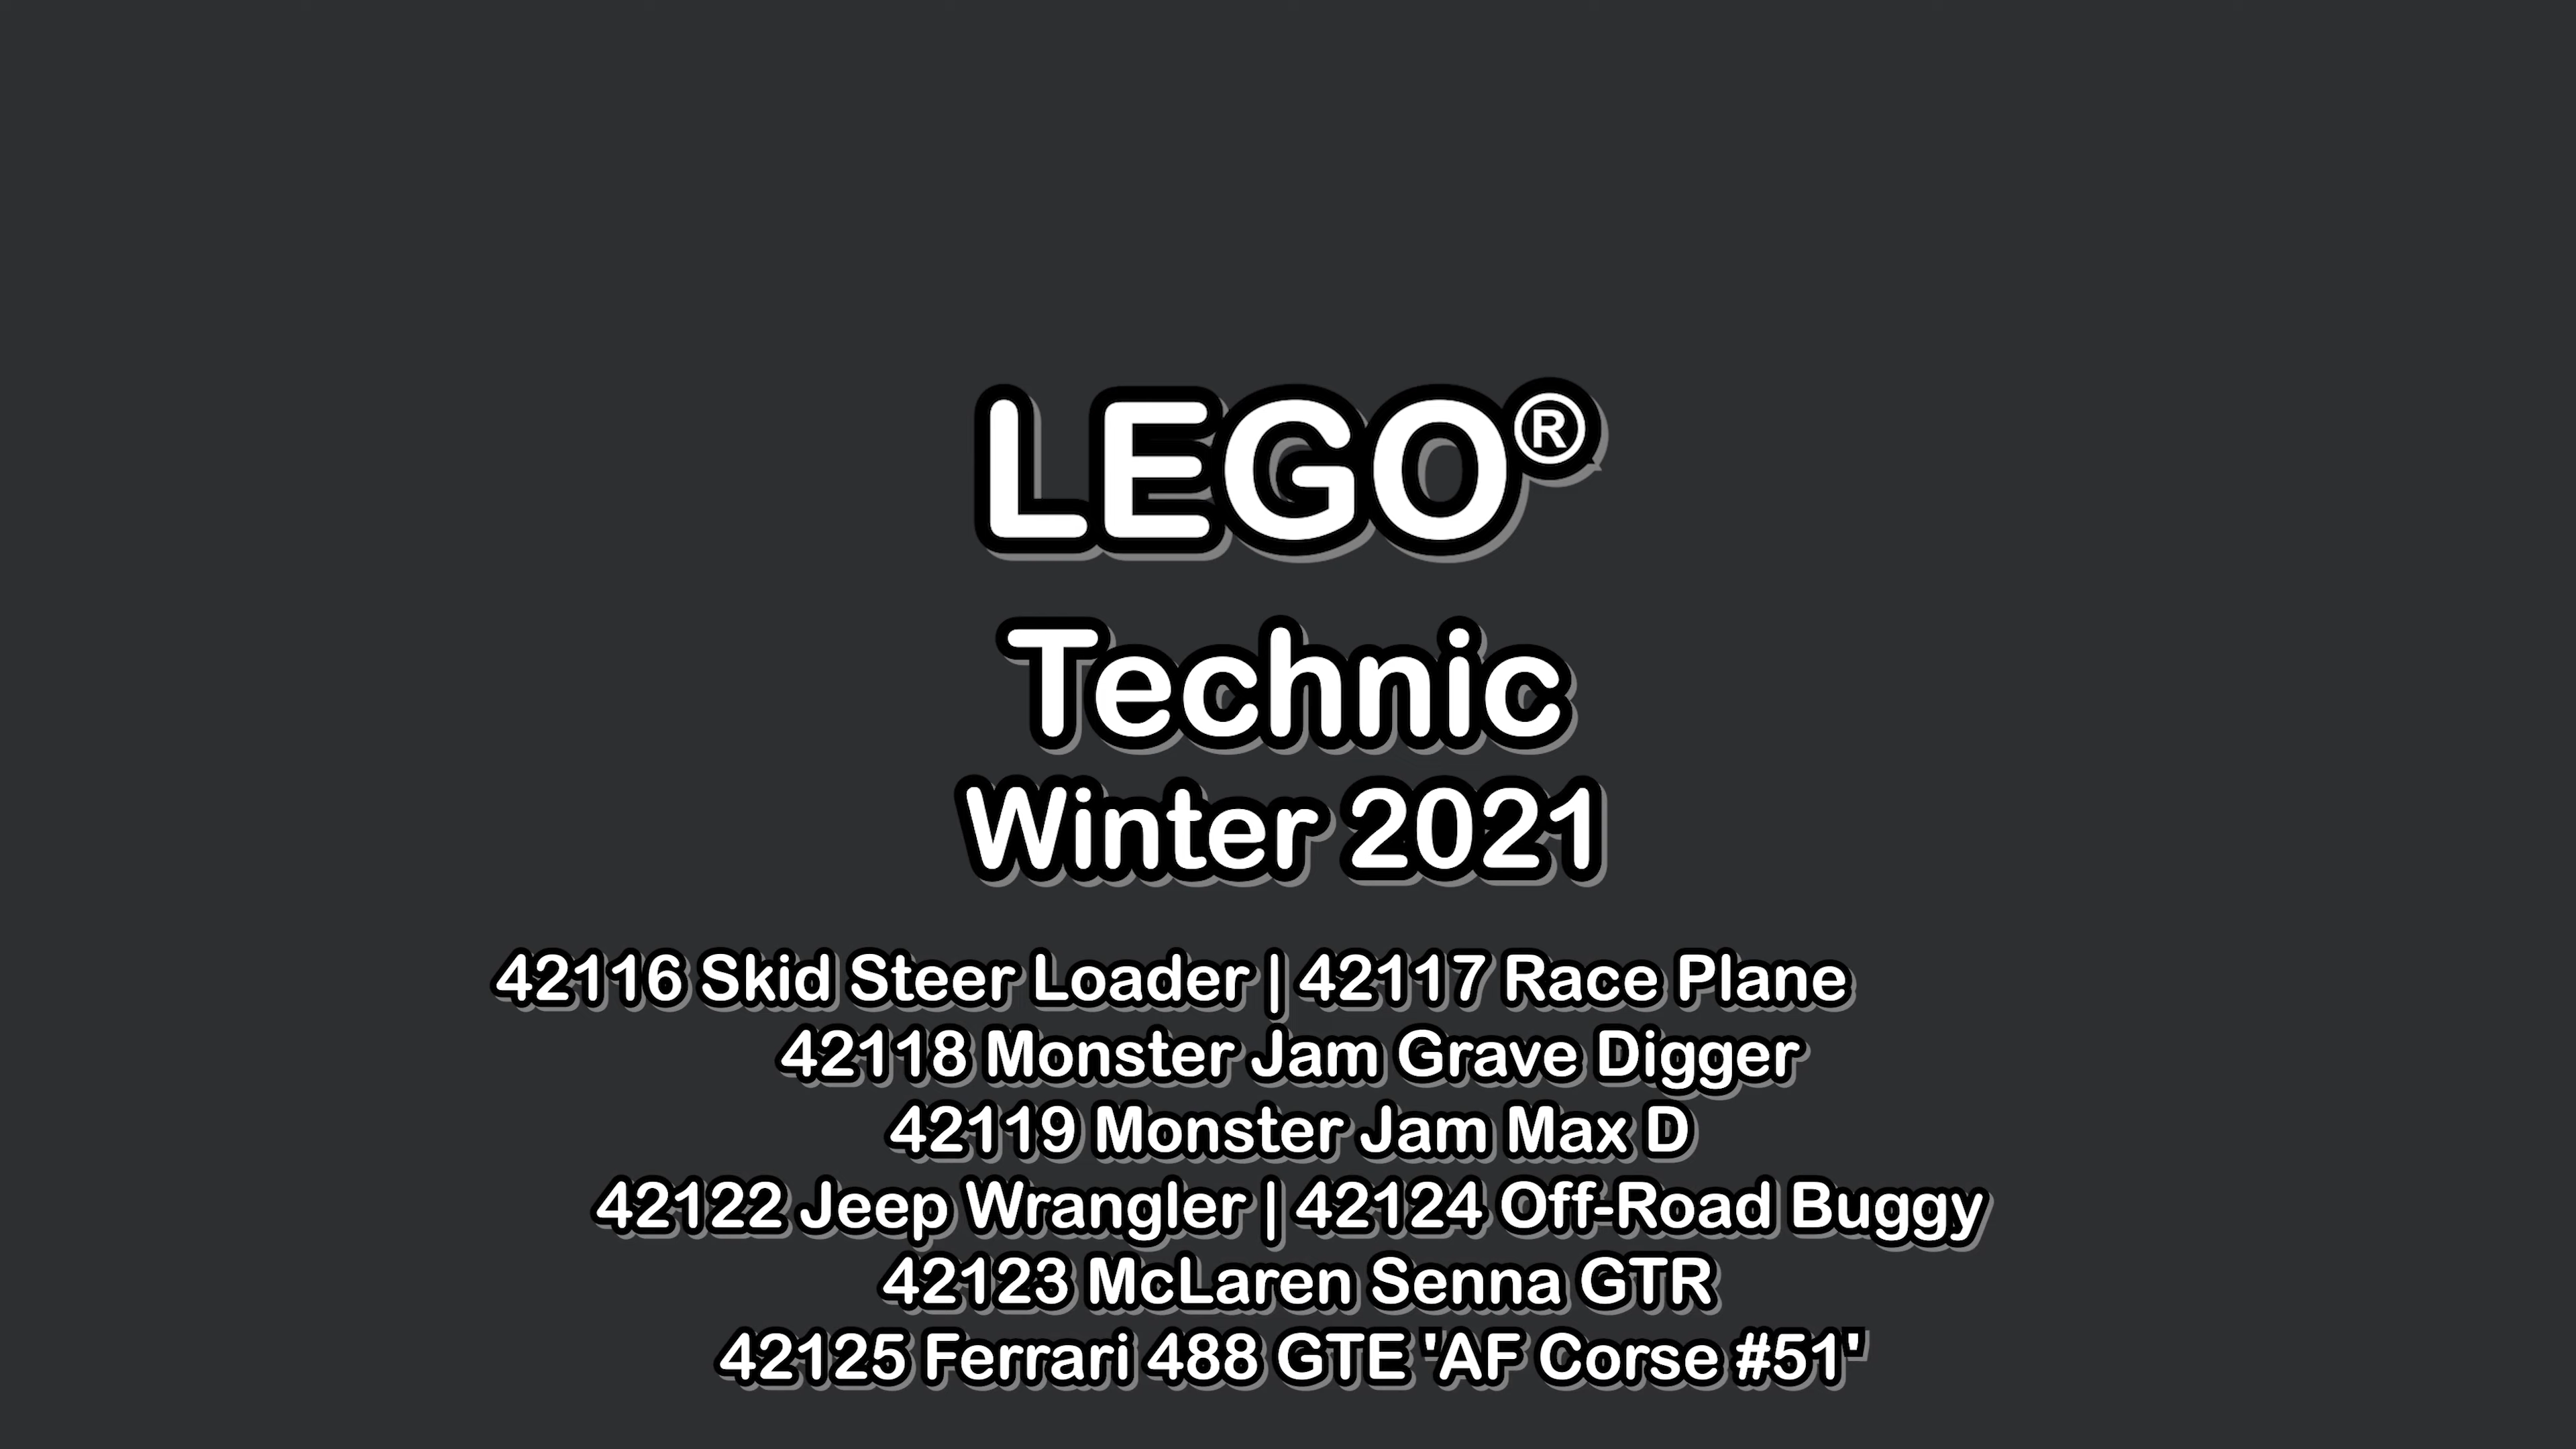 LEGO®
Technic
Winter 2021
42116 Skid Steer Loader | 42117 Race Plane
42118 Monster Jam Grave Digger
42119 Monster Jam Max D
42122 Jeep Wrangler | 42124 Off-Road Buggy
42123 McLaren Senna GTR
42125 Ferrari 488 GTE 'AF Corse #51'